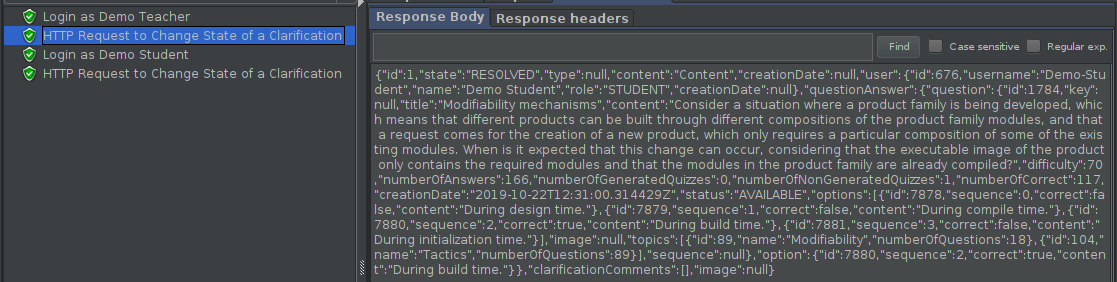 Login as Demo Teacher
HTTP Request to Change State of a Clarification
Login as Demo Student
HTTP Request to Change State of a Clarification
Response Body Response headers
Find Case sensitive Regular exp.
{"id":1,"state":"RESOLVED","type":null,"content":"Content","creationDate":null,"user":{"id":676,"username":"Demo-Stu
dent","name":"Demo Student","role":"STUDENT","creationDate":null},"questionAnswer":{"question":{"id":1784,"key":
null,"title":"Modifiability mechanisms","content":"Consider a situation where a product family is being developed, whic
h means that different products can be built through different compositions of the product family modules, and that
a request comes for the creation of a new product, which only requires a particular composition of some of the exis
ting modules. When is it expected that this change can occur, considering that the executable image of the product
only contains the required modules and that the modules in the product family are already compiled?","difficulty":70
,"numberOfAnswers":166,"numberOfGeneratedQuizzes":0,"numberOfNonGeneratedQuizzes":1,"numberOfCorrect":117,
"creationDate":"2019-10-22T12:31:00.314429Z","status":"AVAILABLE","options":[{"id":7878,"sequence":0,"correct":fa
lse,"content":"During design time."},{"id":7879,"sequence":1,"correct":false,"content":"During compile time."},{"id":
7880,"sequence":2,"correct":true,"content":"During build time."},{"id":7881,"sequence":3,"correct":false,"content":"
During initialization time."}],"image":null,"topics":[{"id":89,"name":"Modifiability","numberOfQuestions":18},{"id":104,"
name":"Tactics","numberOfQuestions":89}],"sequence":null},"option":{"id":7880,"sequence":2,"correct":true,"conten
t":"During build time."}},"clarificationComments":[],"image":null}